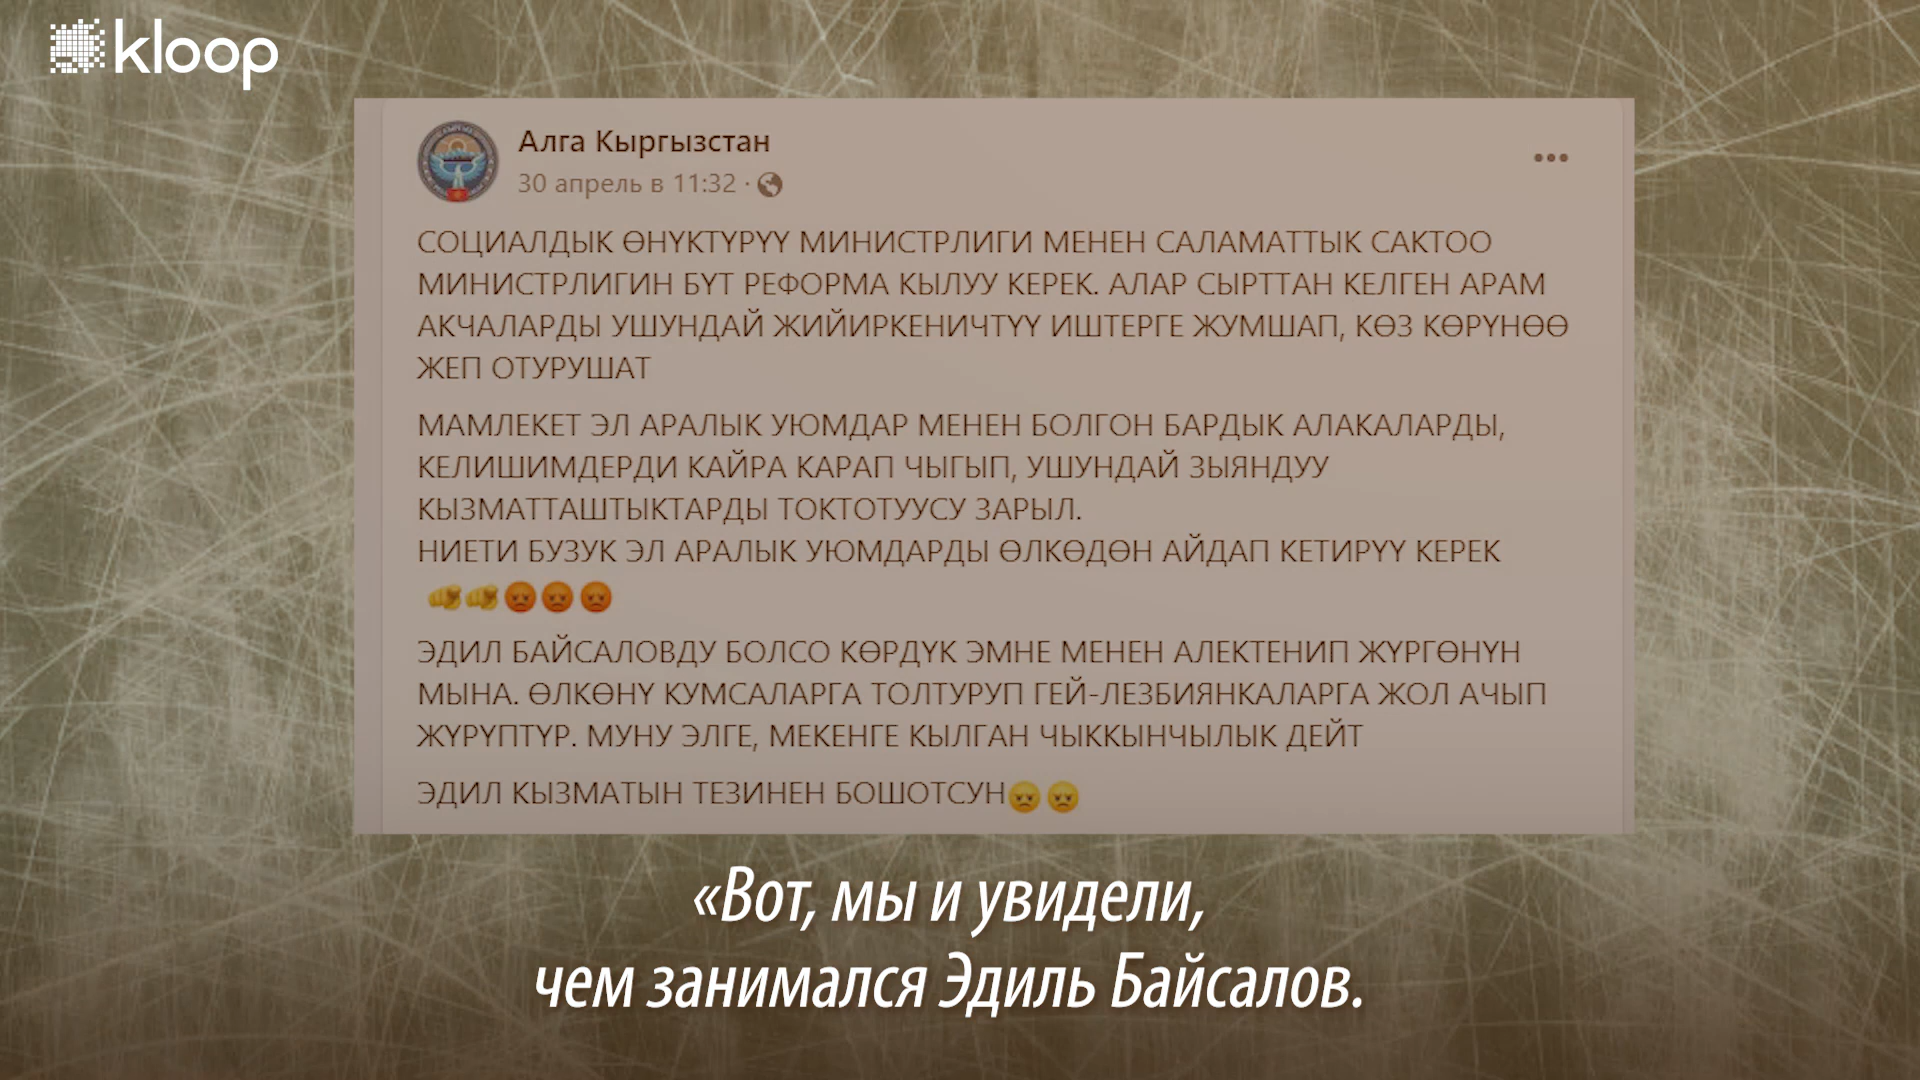 kloop
Алга Кыргызстан
30 апрель в 11:32 ·
СОЦИАЛДЫК ӨНҮКТҮРҮҮ МИНИСТРЛИГИ МЕНЕН САЛАМАТТЫК САКТОО
МИНИСТРЛИГИН БҮТ РЕФОРМА КЫЛУУ КЕРЕК. АЛАР СЫРТТАН КЕЛГЕН АРАМ
АКЧАЛАРДЫ УШУНДАЙ ЖИЙИРКЕНИЧТҮҮ ИШТЕРГЕ ЖУМШАП, КӨЗ КӨРҮНӨӨ
ЖЕП ОТУРУШАТ
МАМЛЕКЕТ ЭЛ АРАЛЫК УЮМДАР МЕНЕН БОЛГОН БАРДЫК АЛАКАЛАРДЫ,
КЕЛИШИМДЕРДИ КАЙРА КАРАП ЧЫГЫП, УШУНДАЙ ЗЫЯНДУУ
КЫЗМАТТАШТЫКТАРДЫ ТОКТОТУУСУ ЗАРЫЛ.
НИЕТИ БУЗУК ЭЛ АРАЛЫК УЮМДАРДЫ ӨЛКӨДӨН АЙДАП КЕТИРҮҮ КЕРЕК
🫵🫵😡😡😡
ЭДИЛ БАЙСАЛОВДУ БОЛСО КӨРДҮК ЭМНЕ МЕНЕН АЛЕКТЕНИП ЖҮРГӨНҮН
МЫНА. ӨЛКӨНҮ КУМСАЛАРГА ТОЛТУРУП ГЕЙ-ЛЕЗБИЯНКАЛАРГА ЖОЛ АЧЫП
ЖҮРҮПТҮР. МУНУ ЭЛГЕ, МЕКЕНГЕ КЫЛГАН ЧЫККЫНЧЫЛЫК ДЕЙТ
ЭДИЛ КЫЗМАТЫН ТЕЗИНЕН БОШОТСУН😠😠
«Вот, мы и увидели,
чем занимался Эдиль Байсалов.